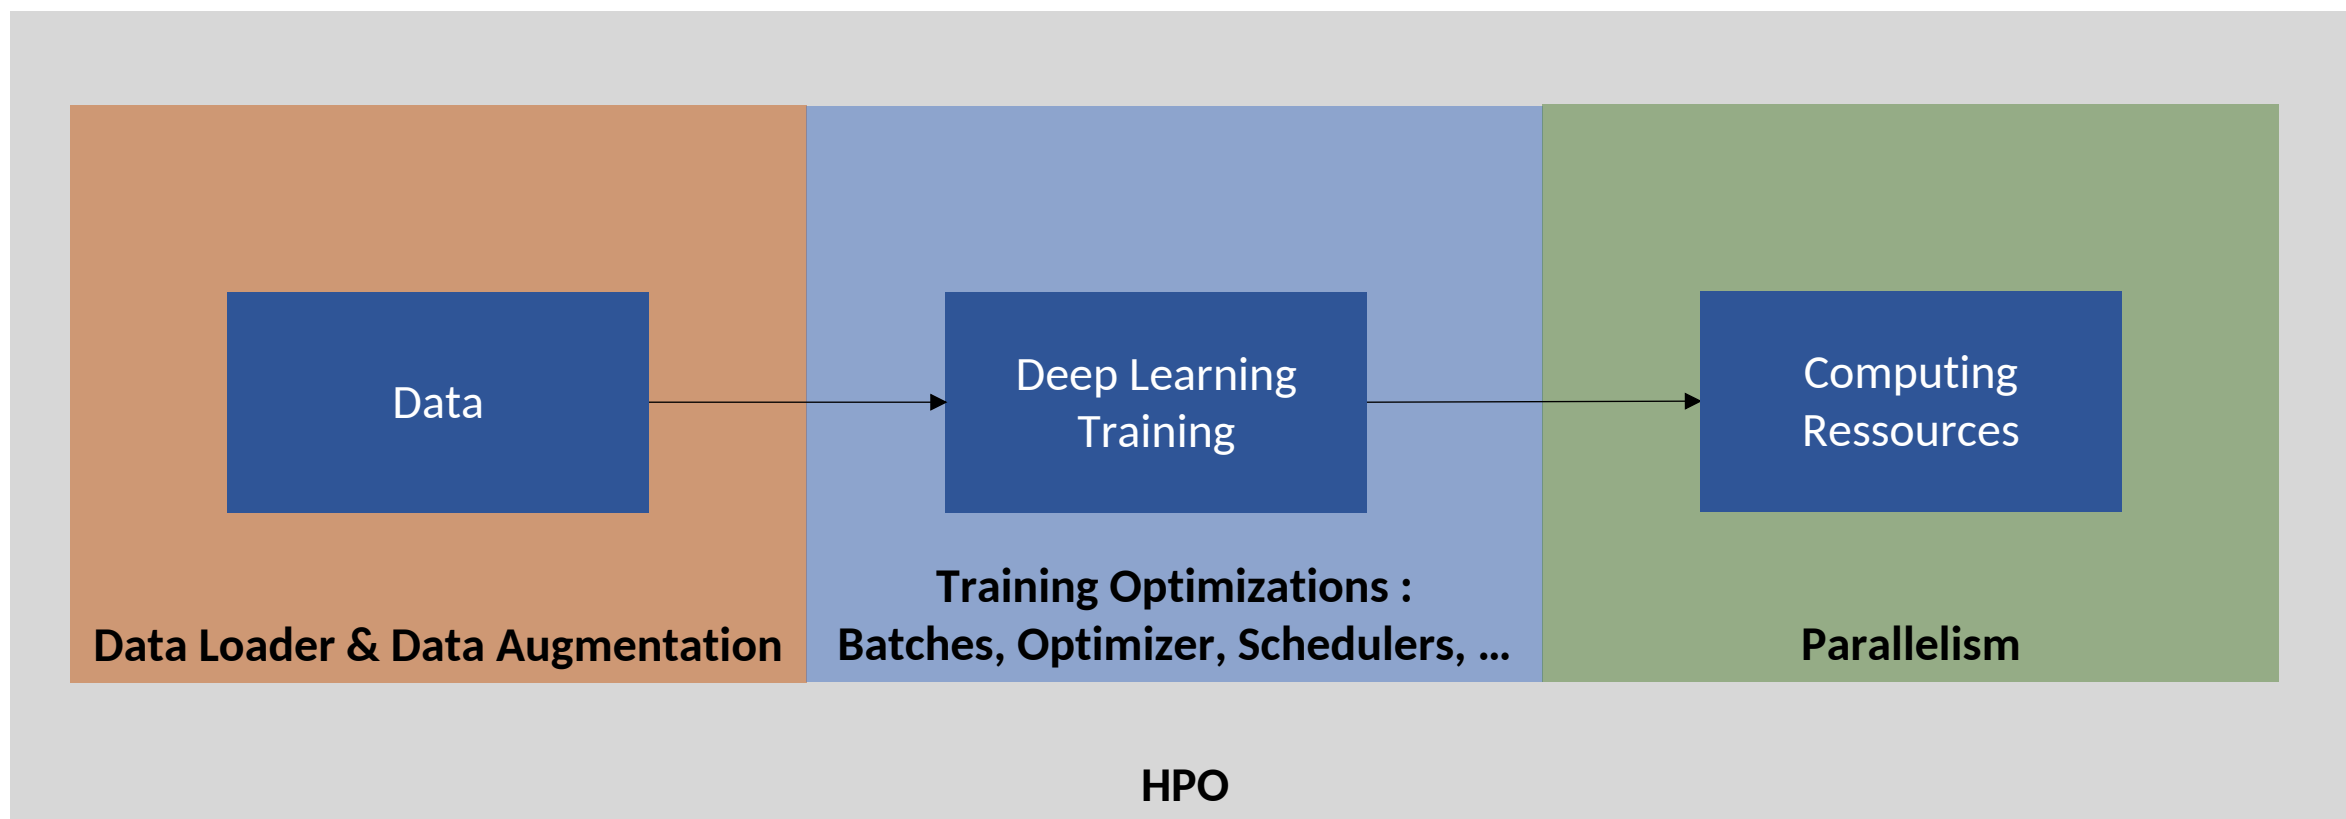 Data
Deep Learning
Training
Computing
Ressources
Training Optimizations :
Data Loader & Data Augmentation
Batches, Optimizer, Schedulers, ...
Parallelism
HPO